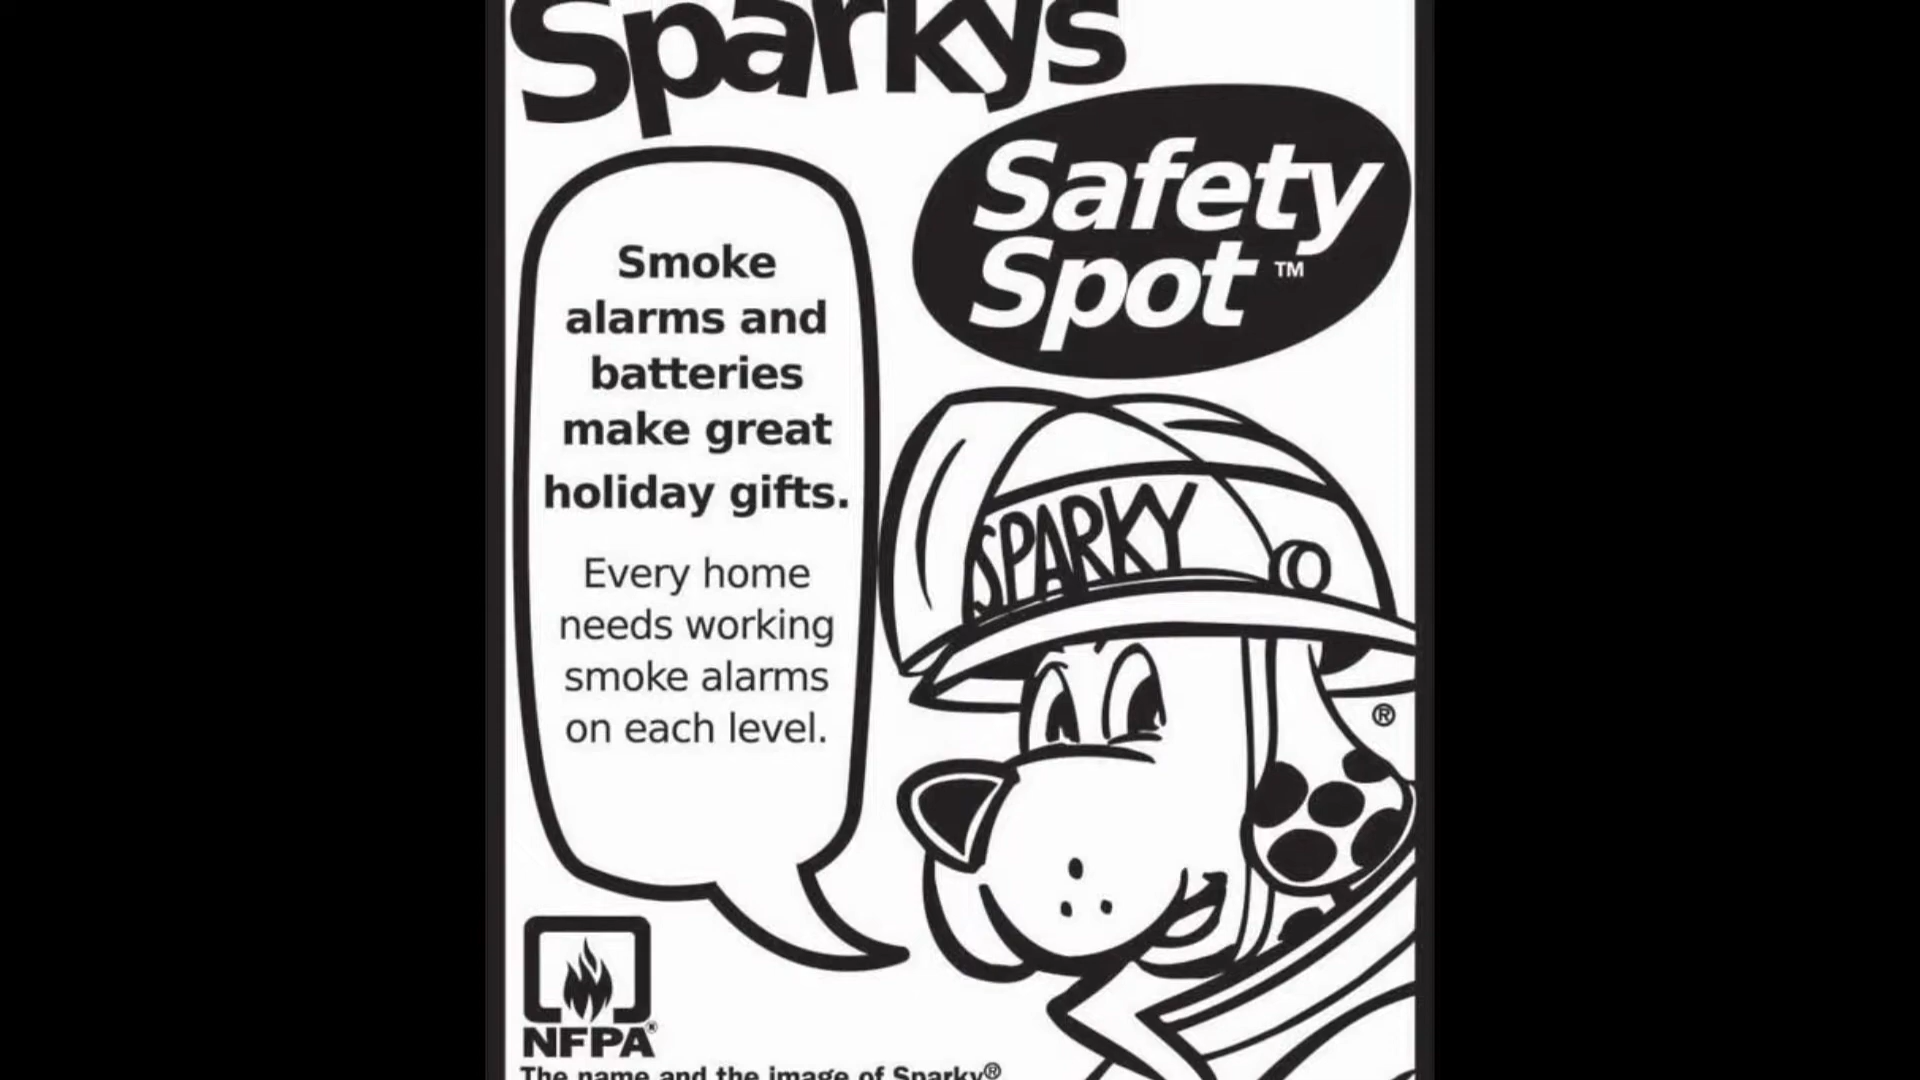 Sparkys
Safety
Spot™
Smoke
alarms and
batteries
make great
holiday gifts.
Every home
needs working
smoke alarms
on each level.
SPARKY
®
NFPA®
The name and the image of Sparky®